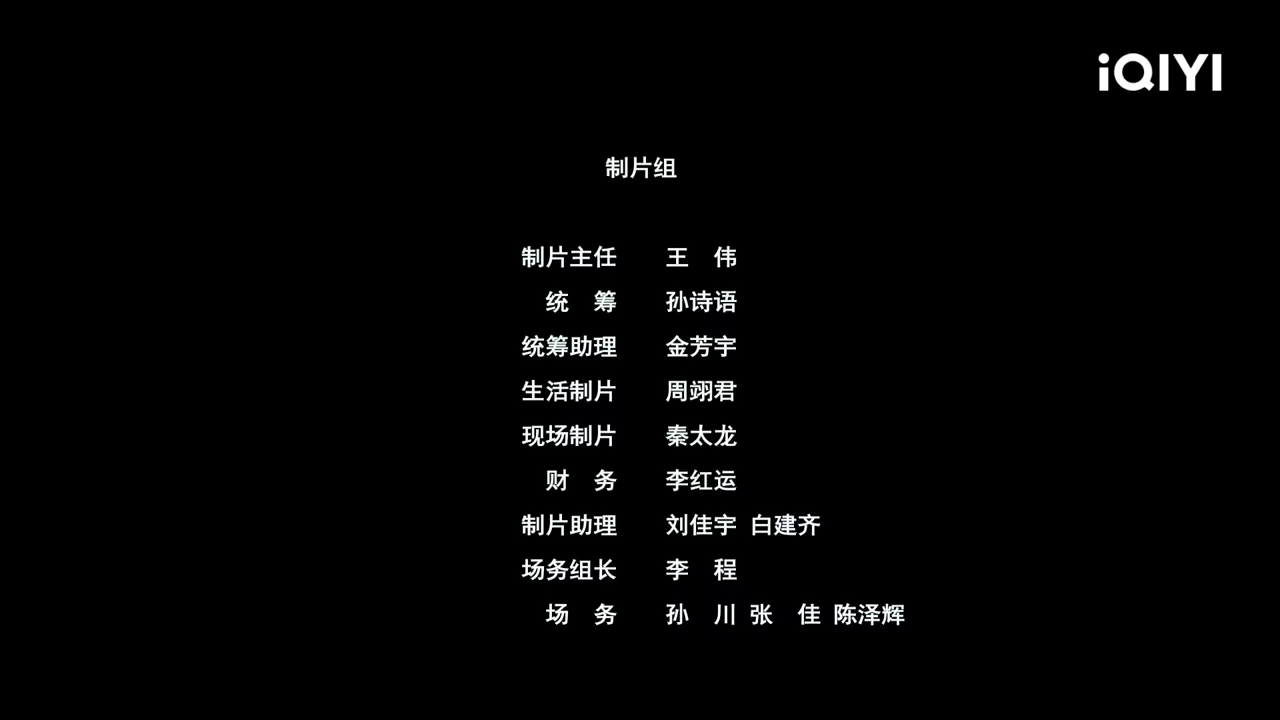 iQIYI
制片组
制片主任 王 伟
统 筹 孙诗语
统筹助理 金芳宇
生活制片 周翊君
现场制片 秦太龙
财 务 李红运
制片助理 刘佳宇 白建齐
场务组长 李 程
场 务 孙 川 张 佳 陈泽辉